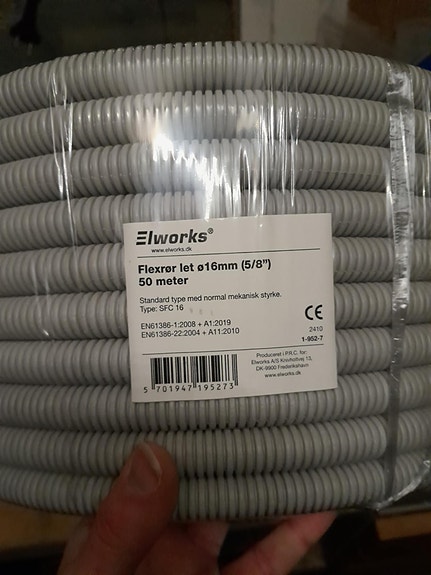 Elworks®
www.elworks.dk
Flexrør let ø16mm (5/8")
50 meter
Standard type med normal mekanisk styrke.
Type: SFC 16
EN61386-1:2008 + A1:2019
EN61386-22:2004 + A11:2010
CE
2410
1-952-7
Produceret i P.R.C. for:
Elworks A/S Knivholtvej 13,
DK-9900 Frederikshavn
www.elworks.dk
5 701947 195273